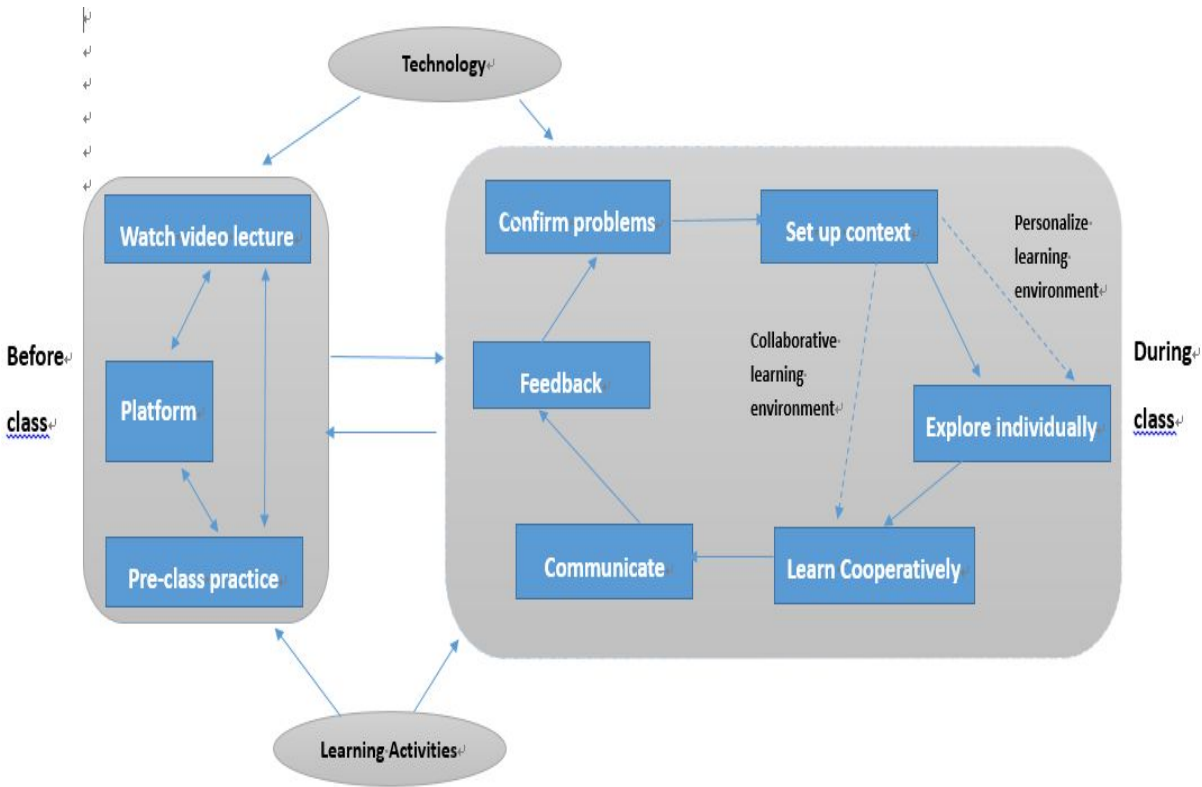 Technology
Watch video lecture
Platform
Pre-class practice
Before
class
Confirm problems
Set up context
Personalize
learning
environment
Collaborative
learning
environment
Feedback
Explore individually
Communicate
Learn Cooperatively
During
class
Learning Activities